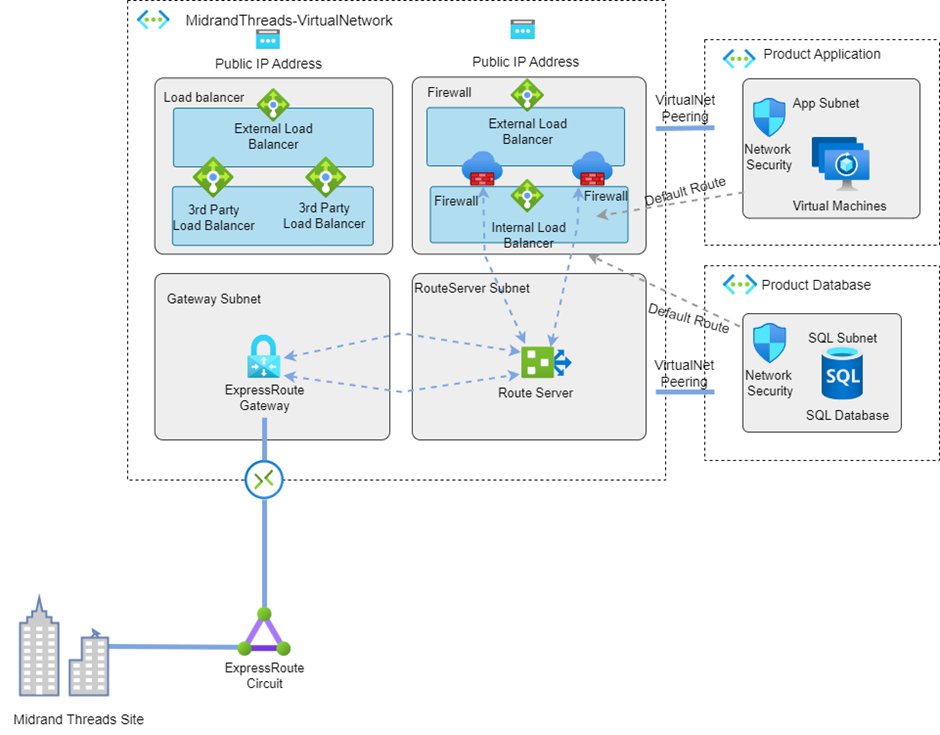 MidrandThreads-VirtualNetwork
Public IP Address
Public IP Address
Load balancer
External Load
Balancer
3rd Party
Load Balancer
3rd Party
Load Balancer
Firewall
External Load
Balancer
Firewall
Firewall
Internal Load
Balancer
VirtualNet
Peering
Default Route
Product Application
App Subnet
Network
Security
Virtual Machines
Gateway Subnet
ExpressRoute
Gateway
RouteServer Subnet
Route Server
Default Route
VirtualNet
Peering
Product Database
SQL Subnet
Network
Security
SQL
SQL Database
ExpressRoute
Circuit
Midrand Threads Site